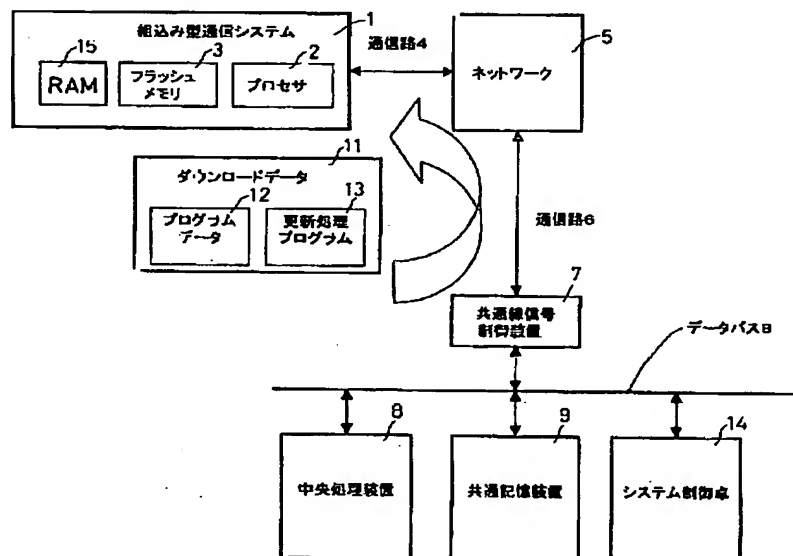 組込み型通信システム
1
15
3
2
RAM
フラッシュ
メモリ
プロセサ
通信路4
5
ネットワーク
11
ダウンロードデータ
12
13
プログラム
データ
更新処理
プログラム
通信路6
7
共通線信号
制御装置
データバスB
8
9
14
中央処理装置
共通記憶装置
システム制御卓